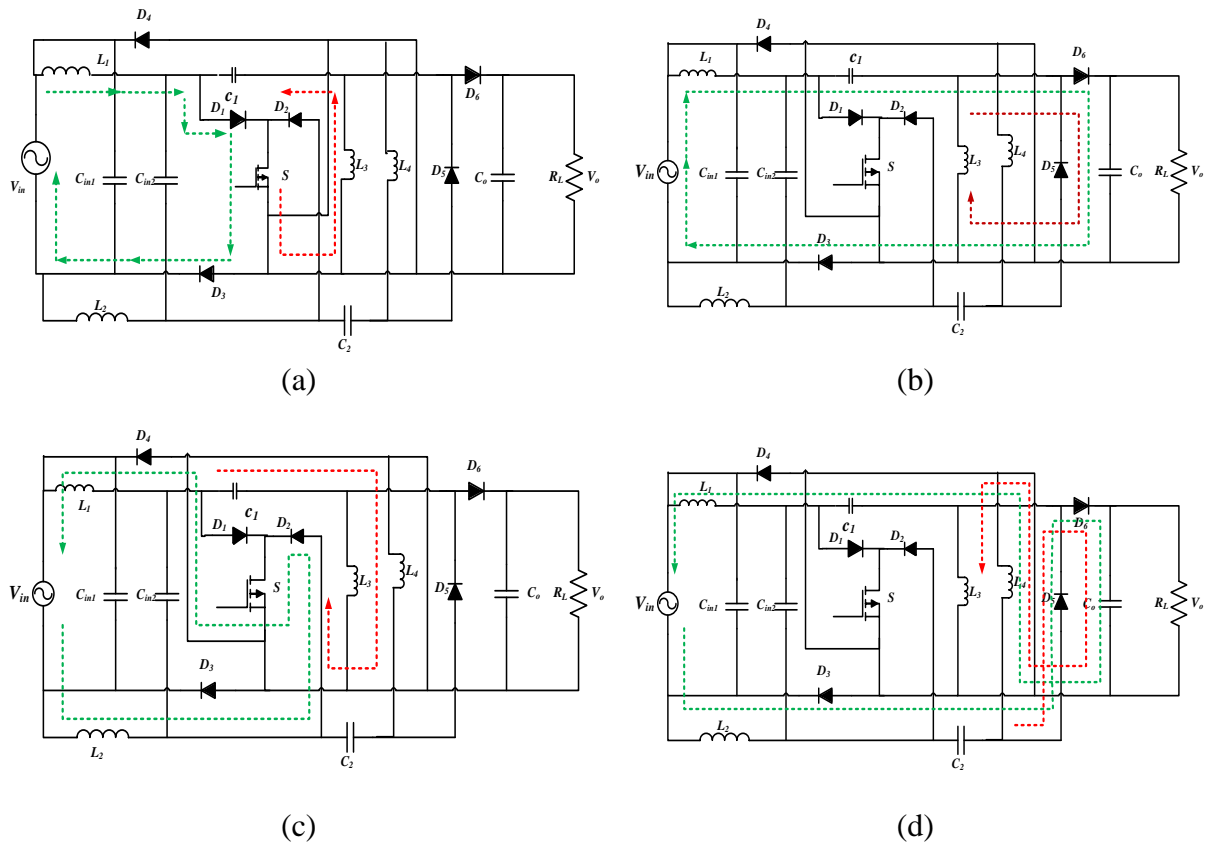 D4
L1
c1
D1
D2
D6
Vin
Cin1
Cin2
S
L3
L4
D5
Co
RL
Vo
D3
L2
C2
(a)
D4
L1
c1
D6
D1
D2
Vin
Cin1
Cin2
S
L3
L4
D5
Co
RL
Vo
D3
L2
C2
(b)
D4
D6
L1
c1
D1
D2
Vin
Cin1
Cin2
S
L3
L4
D5
Co
RL
Vo
D3
L2
C2
(c)
D4
L1
c1
D6
D1
D2
Vin
Cin1
Cin2
S
L3
L4
D5
Co
RL
Vo
D3
L2
C2
(d)